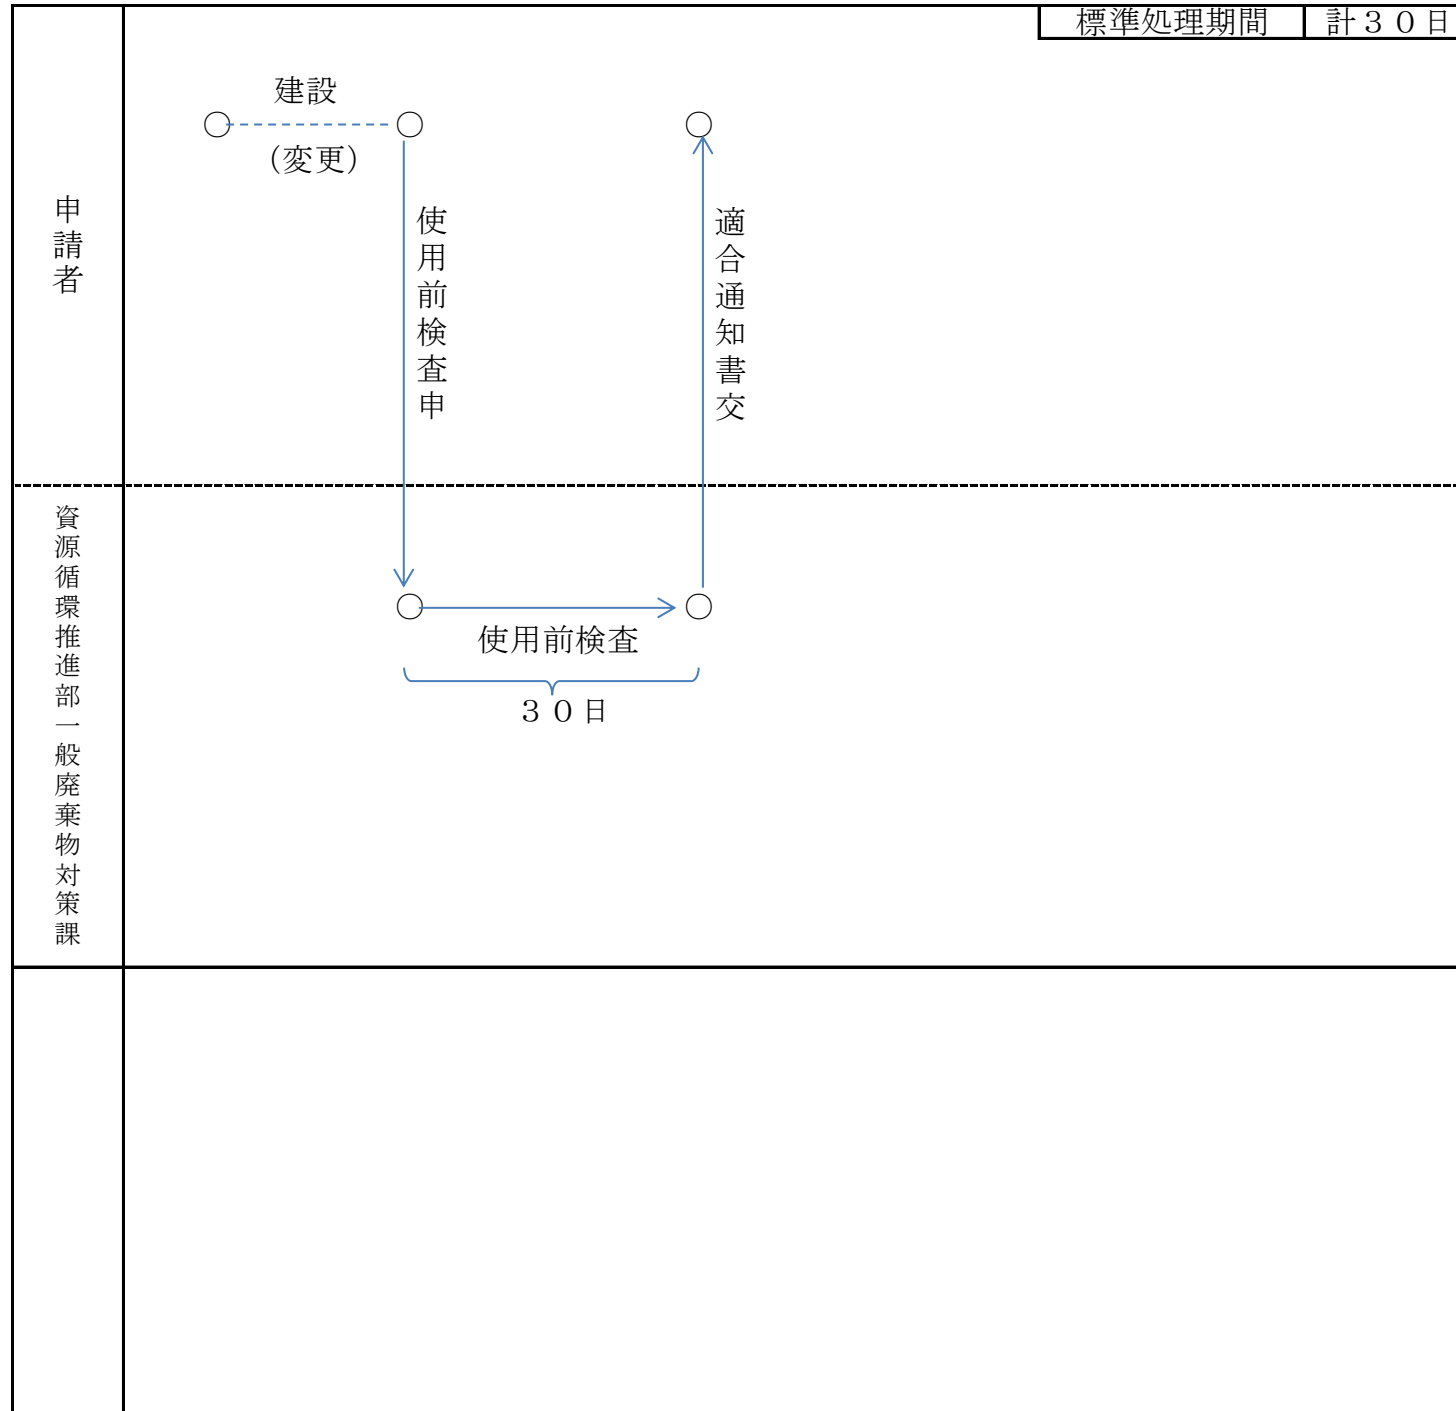 標準処理期間
計３０日
建設
(変更)
申請者
使用前検査申
適合通知書交
資源循環推進部一般廃棄物対策課
使用前検査
３０日